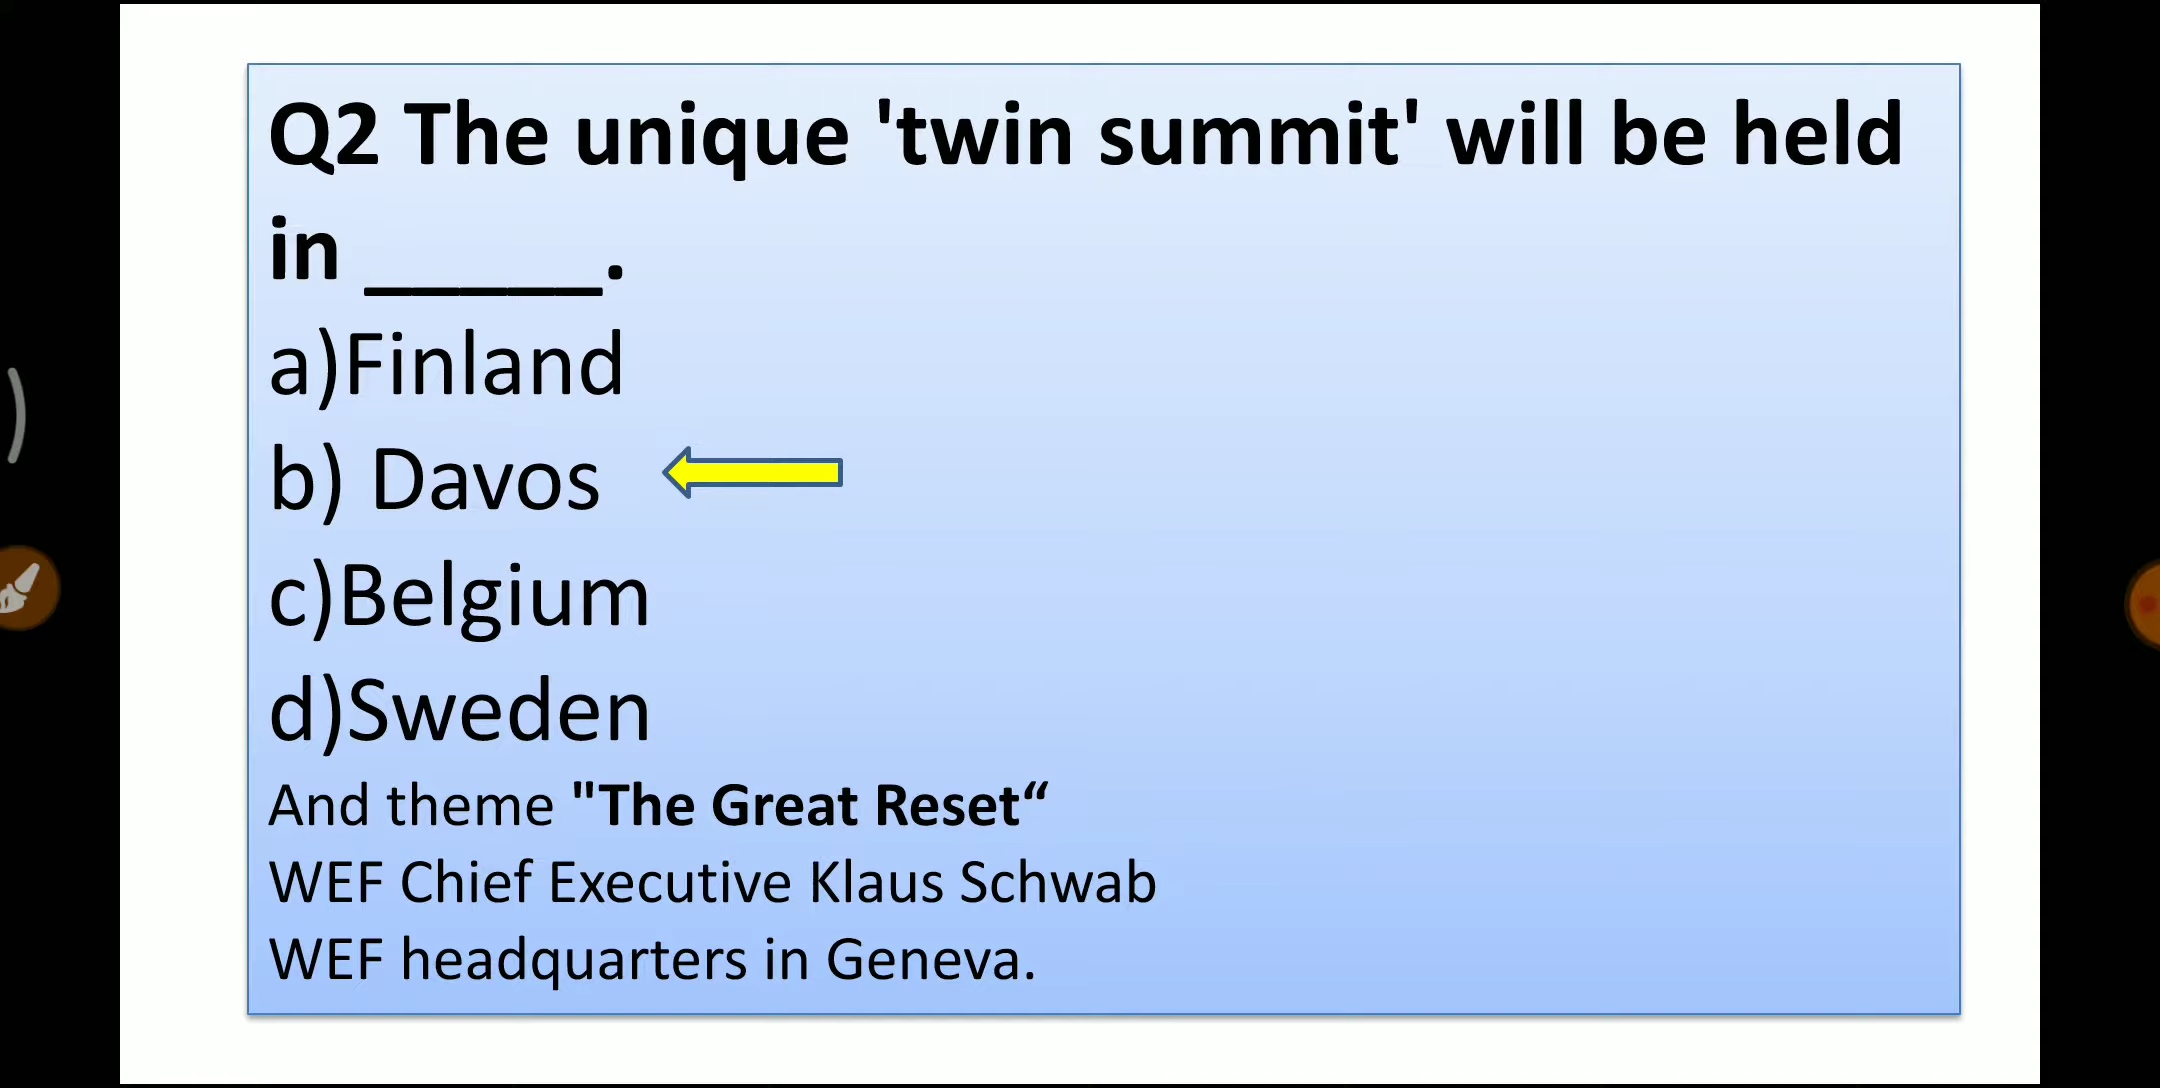 Q2 The unique 'twin summit' will be held
in _____.
a)Finland
b) Davos
c)Belgium
d)Sweden
And theme "The Great Reset“
WEF Chief Executive Klaus Schwab
WEF headquarters in Geneva.